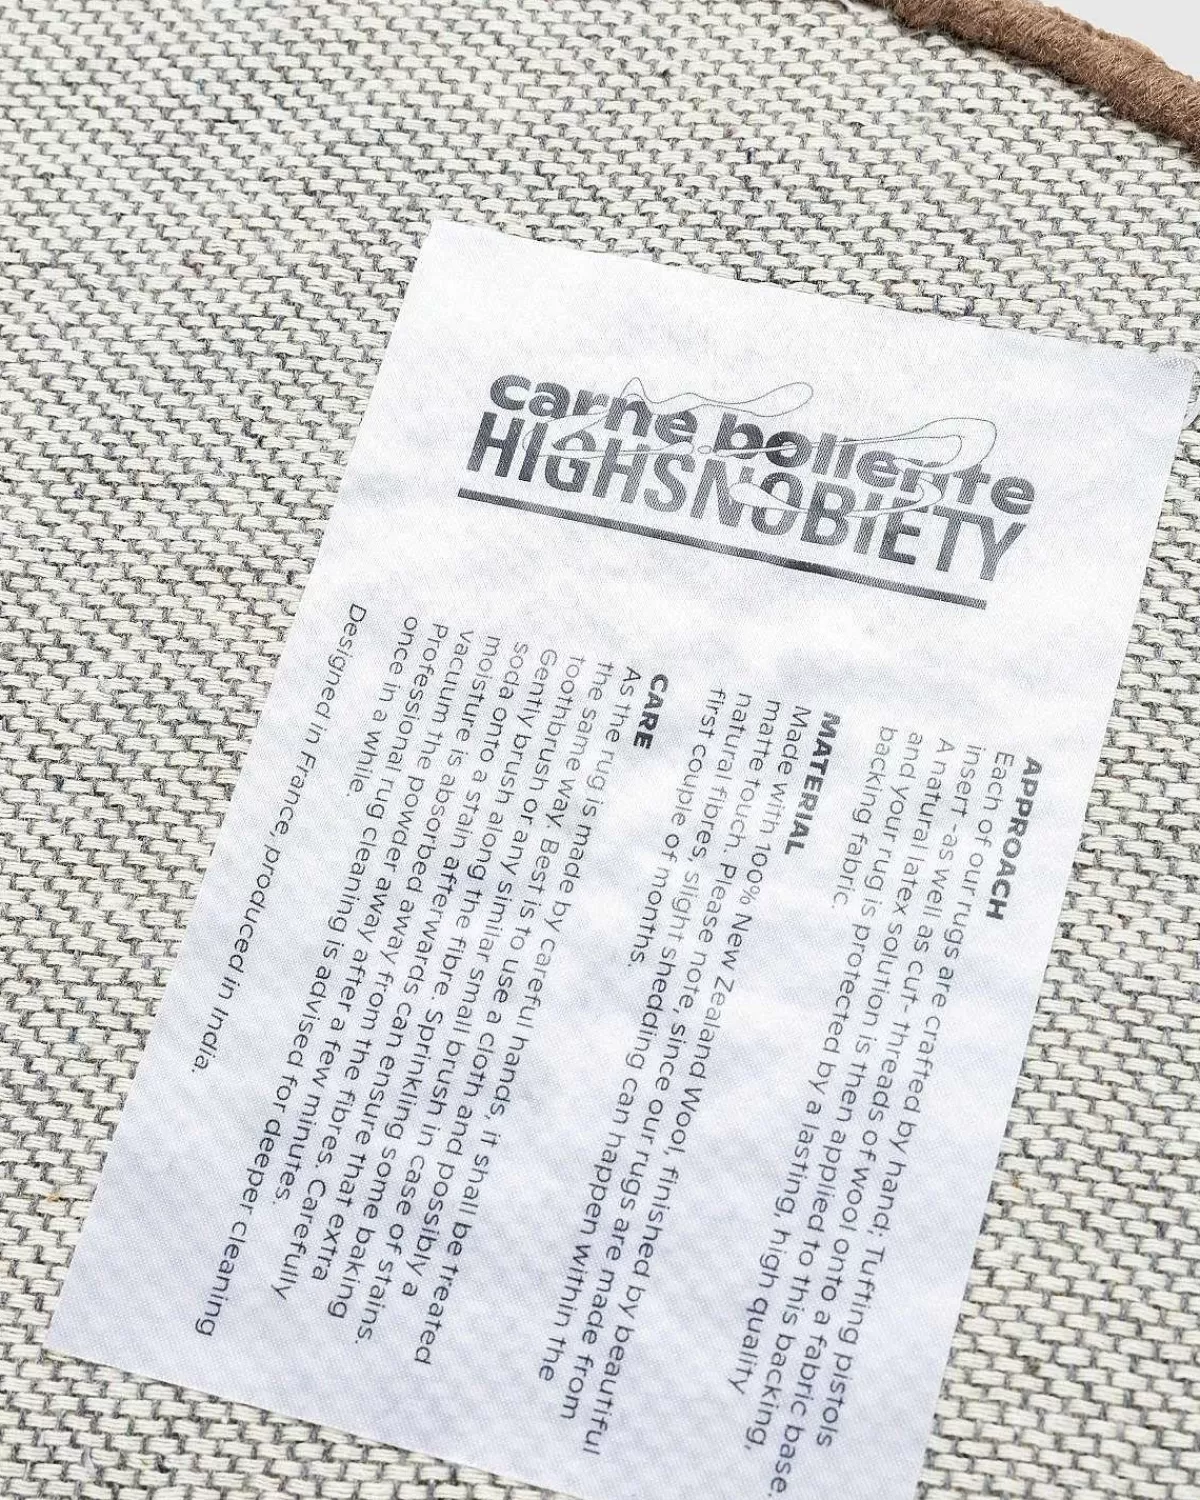 carne bollente
HIGHSNOBIETY
APPROACH
Each of our rugs are crafted by hand; Tufting pistols
insert -as well as cut- threads of wool onto a fabric base.
A natural latex solution is then applied to this backing,
and your rug is protected by a lasting, high quality
backing fabric.
MATERIAL
Made with 100% New Zealand Wool, finished by beautiful
matte touch. Please note, since our rugs are made from
natural fibres, slight shedding can happen within the
first couple of months.
CARE
As the rug is made by careful hands, it shall be treated
the same way. Best is to use a cloth and possibly a
toothbrush or any similar small brush in case of stains.
Gently brush along the fibre. Sprinkling some baking
soda onto a stain afterwards can ensure that extra
moisture is absorbed away from the fibres. Carefully
vacuum the powder away after a few minutes.
Professional rug cleaning is advised for deeper cleaning
once in a while.
Designed in France, produced in India.